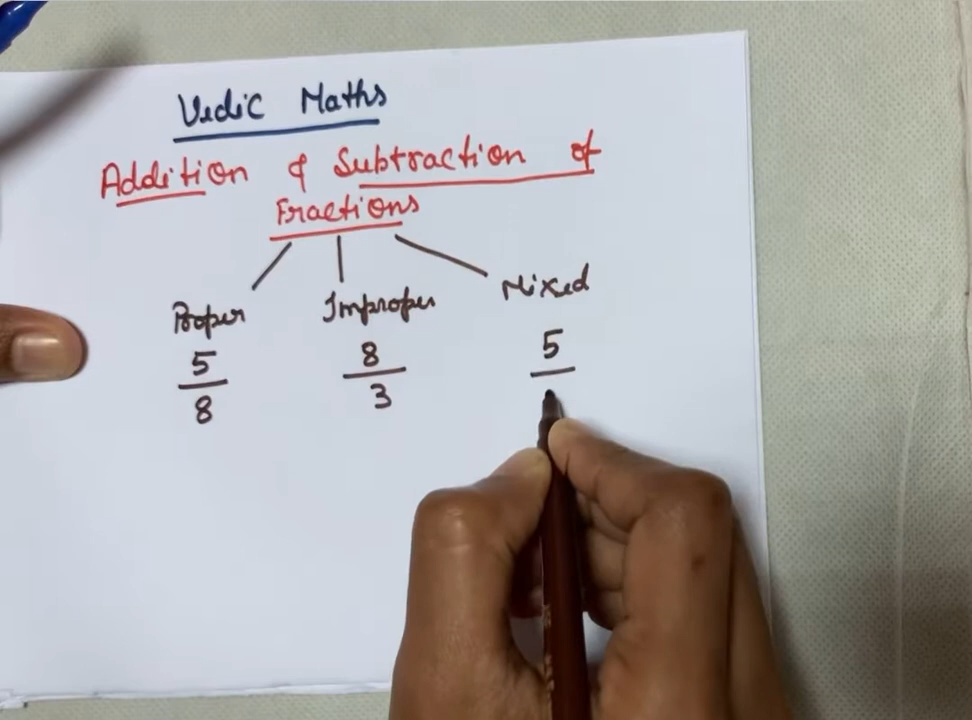 Vedic Maths
Addition & Subtraction of
Fractions
Proper Improper Mixed
5 8 5
8 3